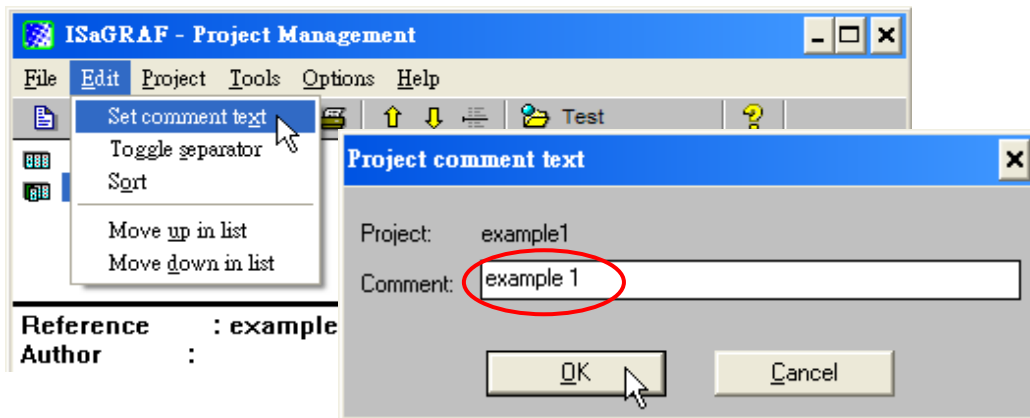 ISaGRAF - Project Management
File Edit Project Tools Options Help
Set comment text
Test
Toggle separator
Sort
Move up in list
Move down in list
Reference : example
Author :
Project comment text
Project: example1
Comment: example 1
OK Cancel